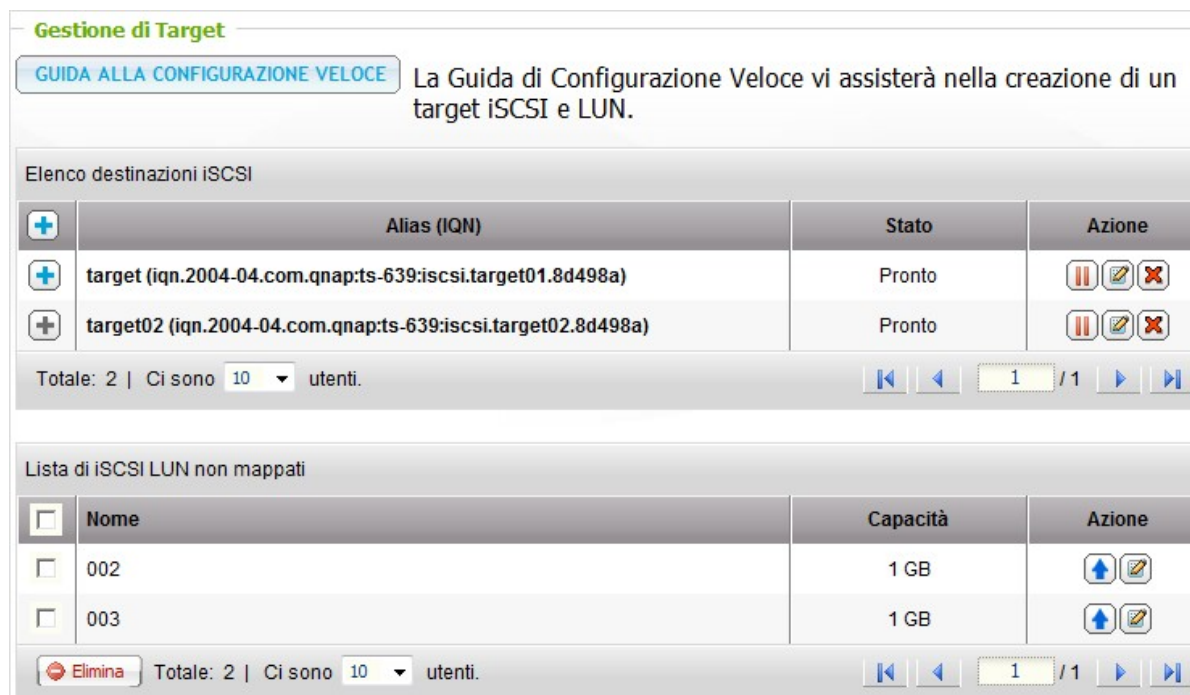 Gestione di Target
GUIDA ALLA CONFIGURAZIONE VELOCE
La Guida di Configurazione Veloce vi assisterà nella creazione di un
target iSCSI e LUN.
Elenco destinazioni iSCSI
Alias (IQN) Stato Azione
target (iqn.2004-04.com.qnap:ts-639:iscsi.target01.8d498a) Pronto
target02 (iqn.2004-04.com.qnap:ts-639:iscsi.target02.8d498a) Pronto
Totale: 2 | Ci sono 10 utenti. 1 / 1
Lista di iSCSI LUN non mappati
Nome Capacità Azione
002 1 GB
003 1 GB
Elimina Totale: 2 | Ci sono 10 utenti. 1 / 1